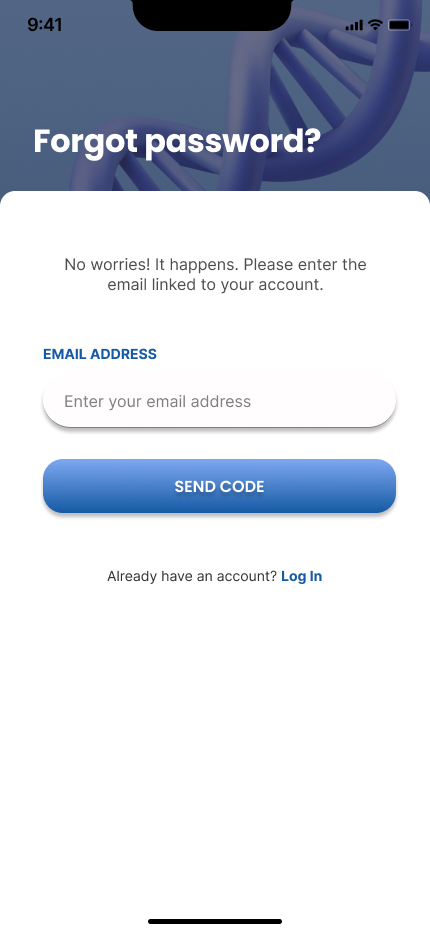 9:41
Forgot password?
No worries! It happens. Please enter the
email linked to your account.
EMAIL ADDRESS
Enter your email address
SEND CODE
Already have an account? Log In